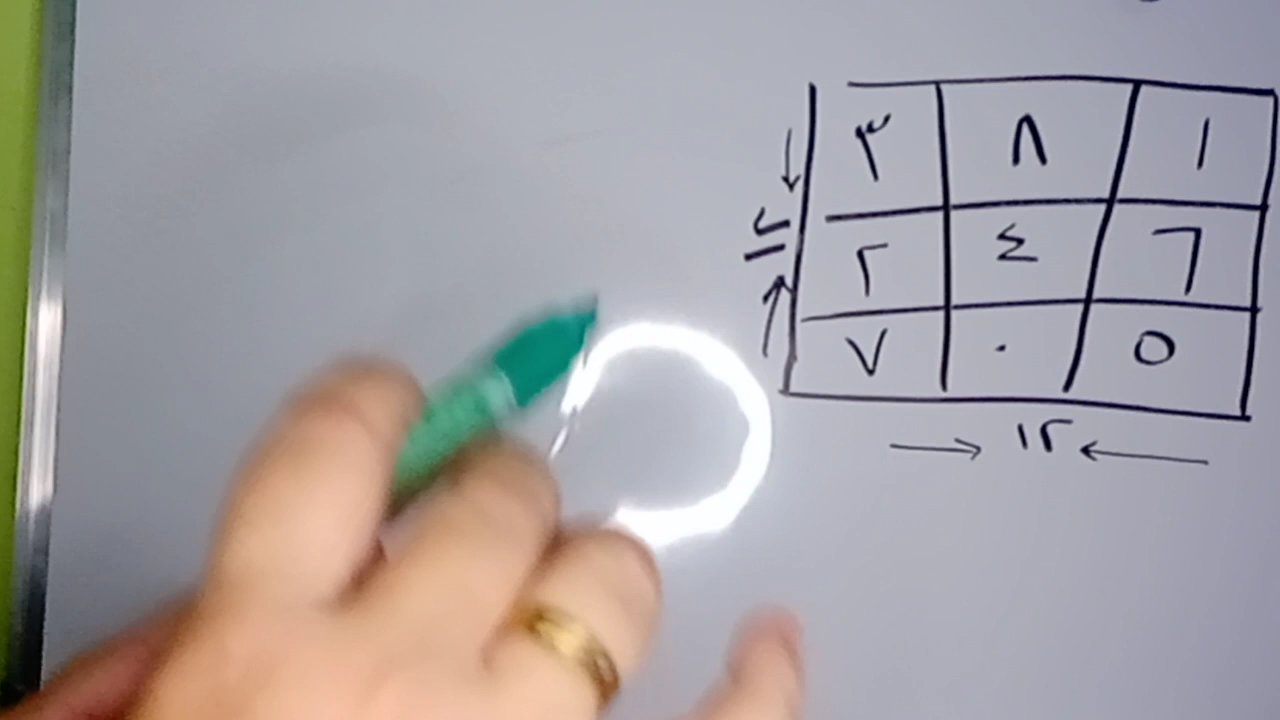 ٣ ٨ ١
٢ ٤ ٦
٧ ٠ ٥
١٢
١٢